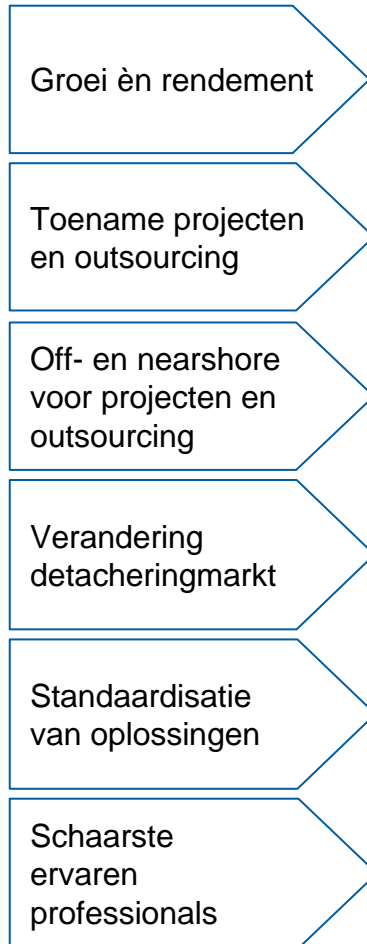 Groei èn rendement
Toename projecten
en outsourcing
Off- en nearshore
voor projecten en
outsourcing
Verandering
detacheringmarkt
Standaardisatie
van oplossingen
Schaarste
ervaren
professionals